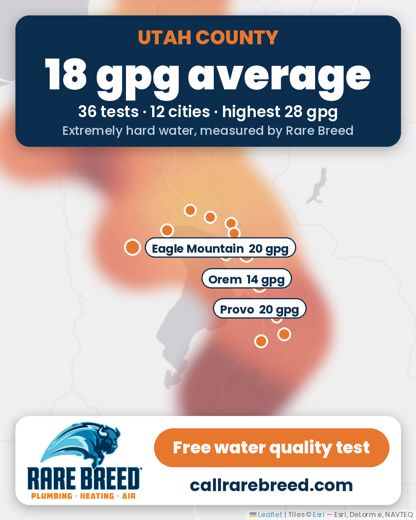 UTAH COUNTY
18 gpg average
36 tests · 12 cities · highest 28 gpg
Extremely hard water, measured by Rare Breed
Eagle Mountain 20 gpg
Orem 14 gpg
Provo 20 gpg
RARE BREED
PLUMBING · HEATING · AIR
Free water quality test
callrarebreed.com
Leaflet | Tiles © Esri — Esri, DeLorme, NAVTEQ